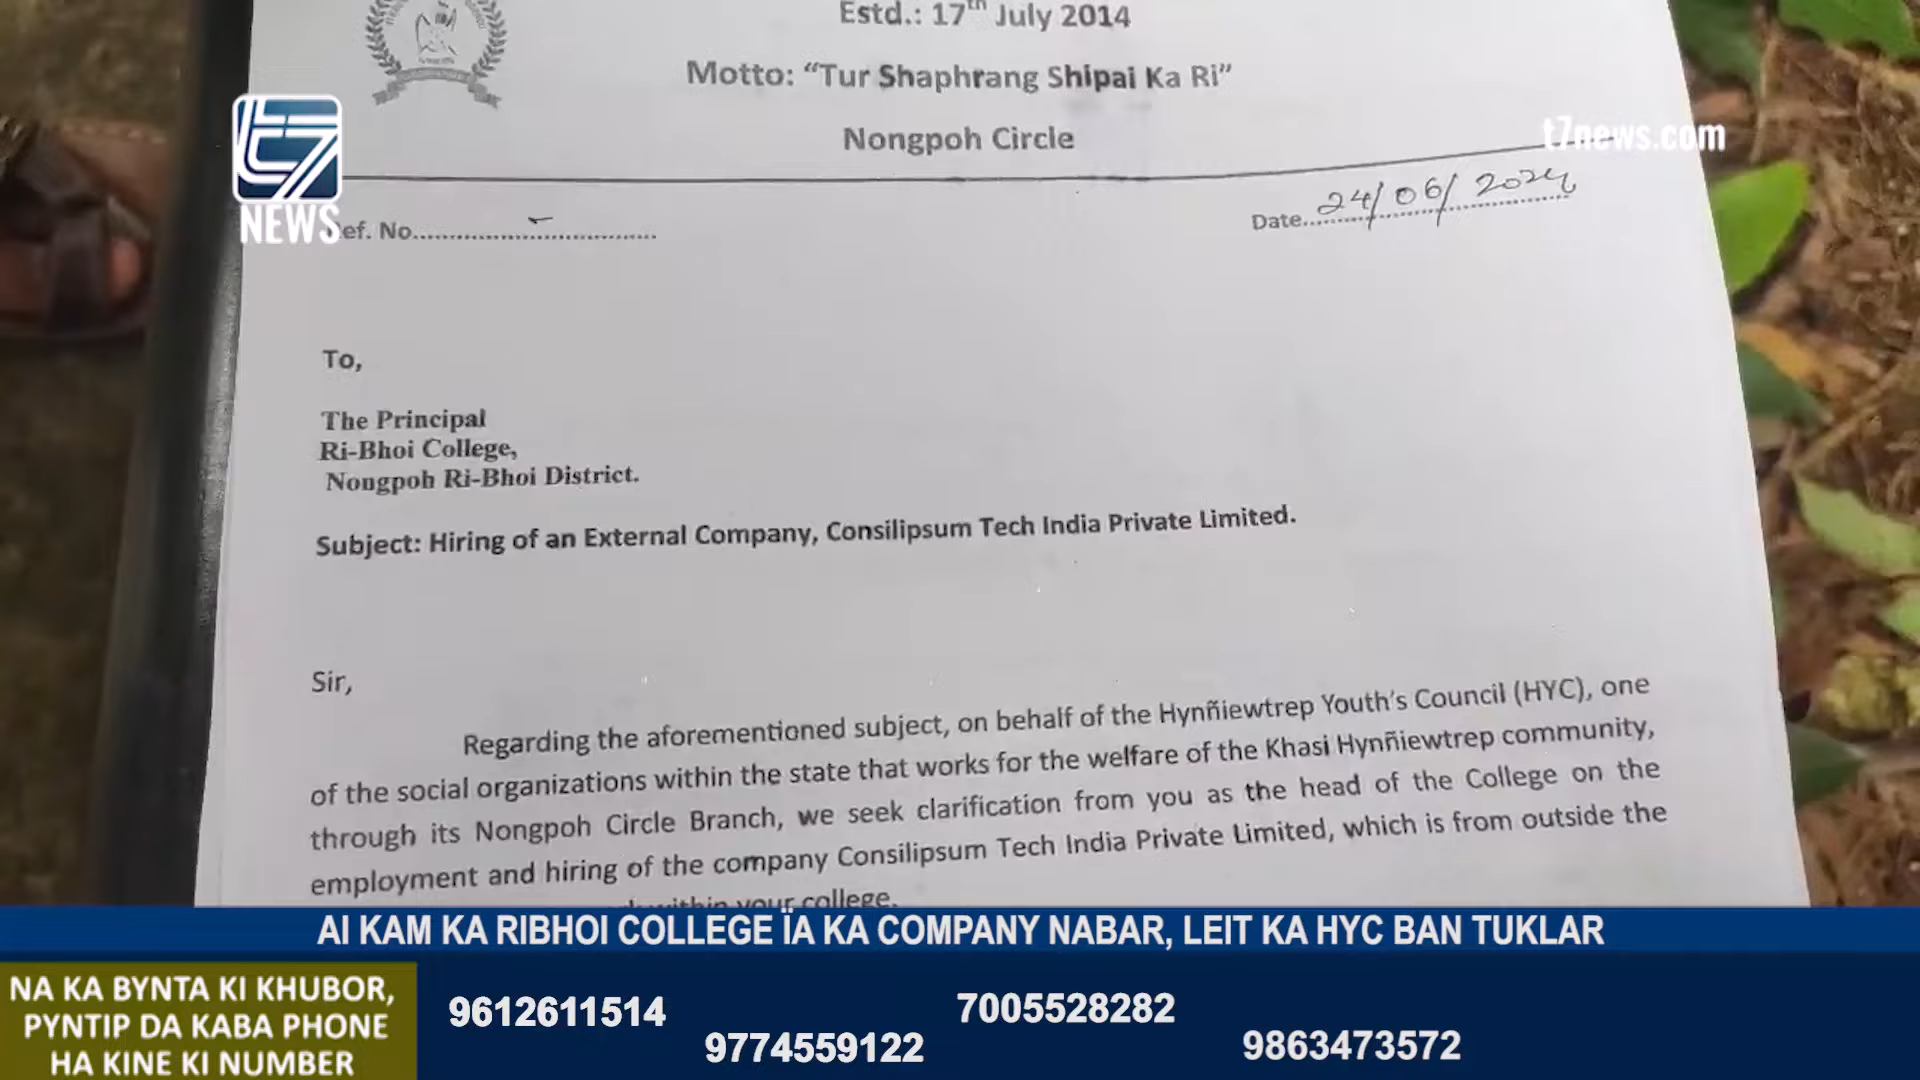 Estd.: 17th July 2014
Motto: “Tur Shaphrang Shipai Ka Ri”
Nongpoh Circle
t7news.com
NEWS
ef. No.
Date 24/06/2024
To,
The Principal
Ri-Bhoi College,
Nongpoh Ri-Bhoi District.
Subject: Hiring of an External Company, Consilipsum Tech India Private Limited.
Sir,
Regarding the aforementioned subject, on behalf of the Hynñiewtrep Youth’s Council (HYC), one
of the social organizations within the state that works for the welfare of the Khasi Hynñiewtrep community,
through its Nongpoh Circle Branch, we seek clarification from you as the head of the College on the
employment and hiring of the company Consilipsum Tech India Private Limited, which is from outside the
within your college.
AI KAM KA RIBHOI COLLEGE ÏA KA COMPANY NABAR, LEIT KA HYC BAN TUKLAR
NA KA BYNTA KI KHUBOR,
PYNTIP DA KABA PHONE
HA KINE KI NUMBER
9612611514
9774559122
7005528282
9863473572